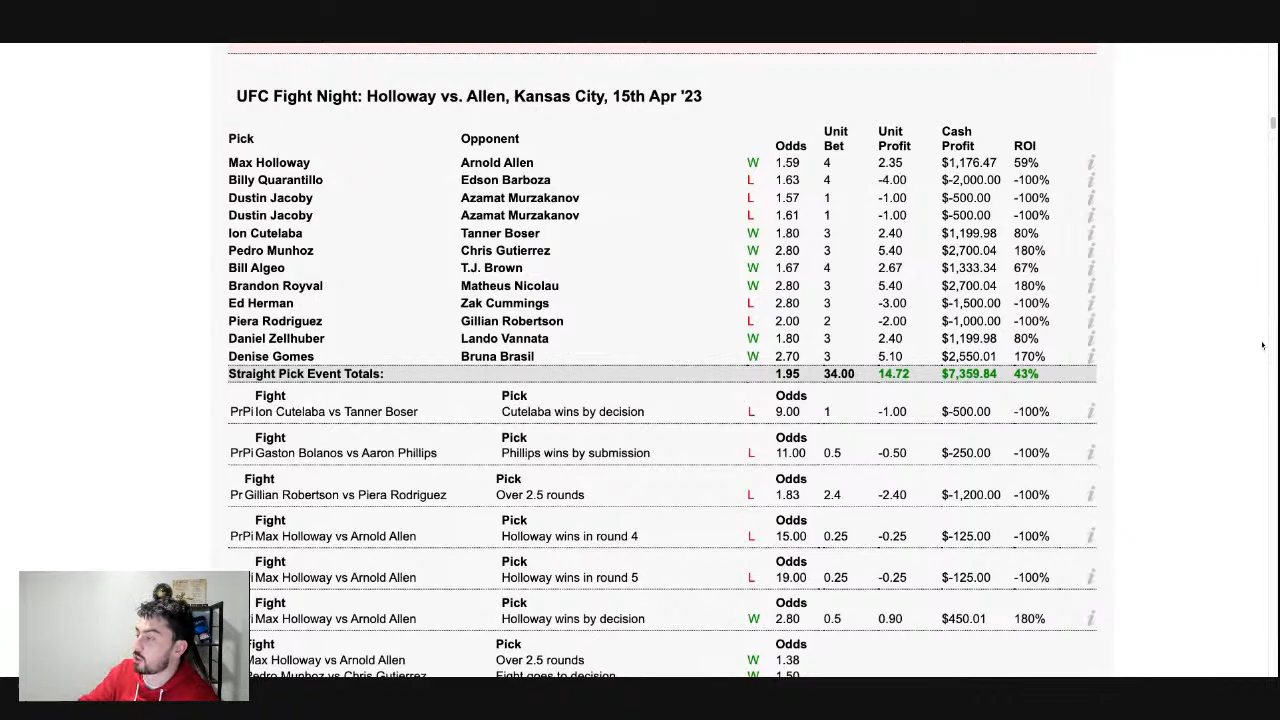 UFC Fight Night: Holloway vs. Allen, Kansas City, 15th Apr '23
Pick Opponent Odds Unit Bet Unit Profit Cash Profit ROI
Max Holloway Arnold Allen W 1.59 4 2.35 $1,176.47 59% i
Billy Quarantillo Edson Barboza L 1.63 4 -4.00 $-2,000.00 -100% i
Dustin Jacoby Azamat Murzakanov L 1.57 1 -1.00 $-500.00 -100% i
Dustin Jacoby Azamat Murzakanov L 1.61 1 -1.00 $-500.00 -100% i
Ion Cutelaba Tanner Boser W 1.80 3 2.40 $1,199.98 80% i
Pedro Munhoz Chris Gutierrez W 2.80 3 5.40 $2,700.04 180% i
Bill Algeo T.J. Brown W 1.67 4 2.67 $1,333.34 67% i
Brandon Royval Matheus Nicolau W 2.80 3 5.40 $2,700.04 180% i
Ed Herman Zak Cummings L 2.80 3 -3.00 $-1,500.00 -100% i
Piera Rodriguez Gillian Robertson L 2.00 2 -2.00 $-1,000.00 -100% i
Daniel Zellhuber Lando Vannata W 1.80 3 2.40 $1,199.98 80% i
Denise Gomes Bruna Brasil W 2.70 3 5.10 $2,550.01 170% i
Straight Pick Event Totals: 1.95 34.00 14.72 $7,359.84 43%
Fight Pick Odds
PrPi Ion Cutelaba vs Tanner Boser Cutelaba wins by decision L 9.00 1 -1.00 $-500.00 -100% i
Fight Pick Odds
PrPi Gaston Bolanos vs Aaron Phillips Phillips wins by submission L 11.00 0.5 -0.50 $-250.00 -100% i
Fight Pick Odds
Pr Gillian Robertson vs Piera Rodriguez Over 2.5 rounds L 1.83 2.4 -2.40 $-1,200.00 -100% i
Fight Pick Odds
PrPi Max Holloway vs Arnold Allen Holloway wins in round 4 L 15.00 0.25 -0.25 $-125.00 -100% i
Fight Pick Odds
i Max Holloway vs Arnold Allen Holloway wins in round 5 L 19.00 0.25 -0.25 $-125.00 -100% i
Fight Pick Odds
i Max Holloway vs Arnold Allen Holloway wins by decision W 2.80 0.5 0.90 $450.01 180% i
Fight Pick Odds
Max Holloway vs Arnold Allen Over 2.5 rounds W 1.38
Pedro Munhoz vs Chris Gutierrez Fight goes to decision W 1.50